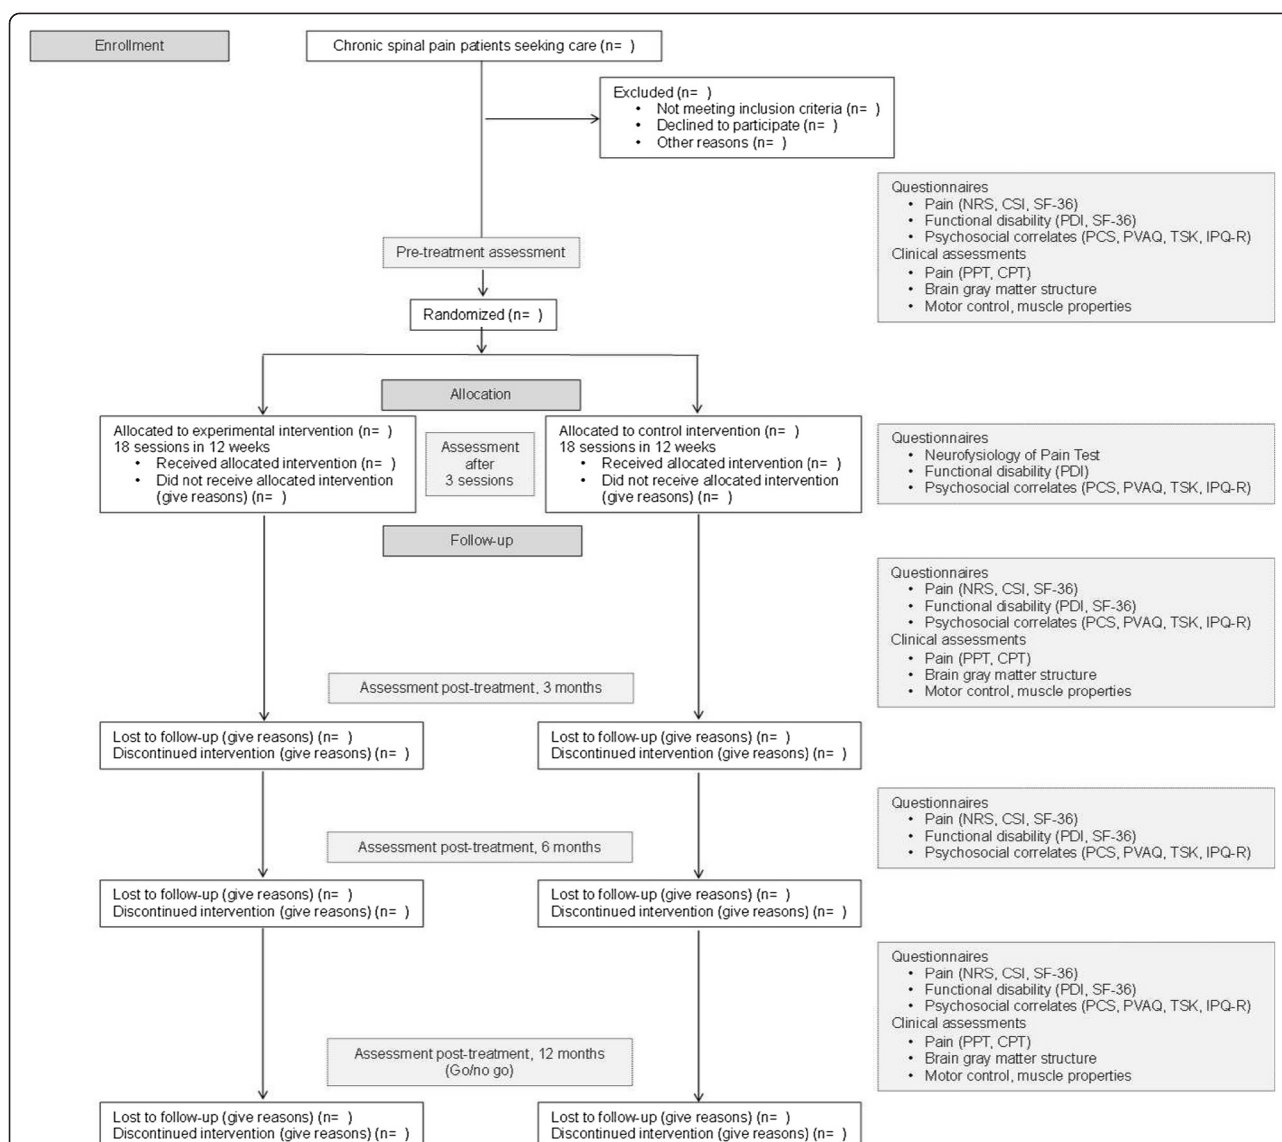 Enrollment
Chronic spinal pain patients seeking care (n=  )
Excluded (n=  )
• Not meeting inclusion criteria (n=  )
• Declined to participate (n=  )
• Other reasons (n=  )
Questionnaires
• Pain (NRS, CSI, SF-36)
• Functional disability (PDI, SF-36)
• Psychosocial correlates (PCS, PVAQ, TSK, IPQ-R)
Clinical assessments
• Pain (PPT, CPT)
• Brain gray matter structure
• Motor control, muscle properties
Pre-treatment assessment
Randomized (n=  )
Allocation
Allocated to experimental intervention (n=  )
18 sessions in 12 weeks
• Received allocated intervention (n=  )
• Did not receive allocated intervention
(give reasons) (n=  )
Assessment
after
3 sessions
Allocated to control intervention (n=  )
18 sessions in 12 weeks
• Received allocated intervention (n=  )
• Did not receive allocated intervention
(give reasons) (n=  )
Questionnaires
• Neurofysiology of Pain Test
• Functional disability (PDI)
• Psychosocial correlates (PCS, PVAQ, TSK, IPQ-R)
Follow-up
Questionnaires
• Pain (NRS, CSI, SF-36)
• Functional disability (PDI, SF-36)
• Psychosocial correlates (PCS, PVAQ, TSK, IPQ-R)
Clinical assessments
• Pain (PPT, CPT)
• Brain gray matter structure
• Motor control, muscle properties
Assessment post-treatment, 3 months
Lost to follow-up (give reasons) (n=  )
Discontinued intervention (give reasons) (n=  )
Lost to follow-up (give reasons) (n=  )
Discontinued intervention (give reasons) (n=  )
Questionnaires
• Pain (NRS, CSI, SF-36)
• Functional disability (PDI, SF-36)
• Psychosocial correlates (PCS, PVAQ, TSK, IPQ-R)
Assessment post-treatment, 6 months
Lost to follow-up (give reasons) (n=  )
Discontinued intervention (give reasons) (n=  )
Lost to follow-up (give reasons) (n=  )
Discontinued intervention (give reasons) (n=  )
Questionnaires
• Pain (NRS, CSI, SF-36)
• Functional disability (PDI, SF-36)
• Psychosocial correlates (PCS, PVAQ, TSK, IPQ-R)
Clinical assessments
• Pain (PPT, CPT)
• Brain gray matter structure
• Motor control, muscle properties
Assessment post-treatment, 12 months
(Go/no go)
Lost to follow-up (give reasons) (n=  )
Discontinued intervention (give reasons) (n=  )
Lost to follow-up (give reasons) (n=  )
Discontinued intervention (give reasons) (n=  )